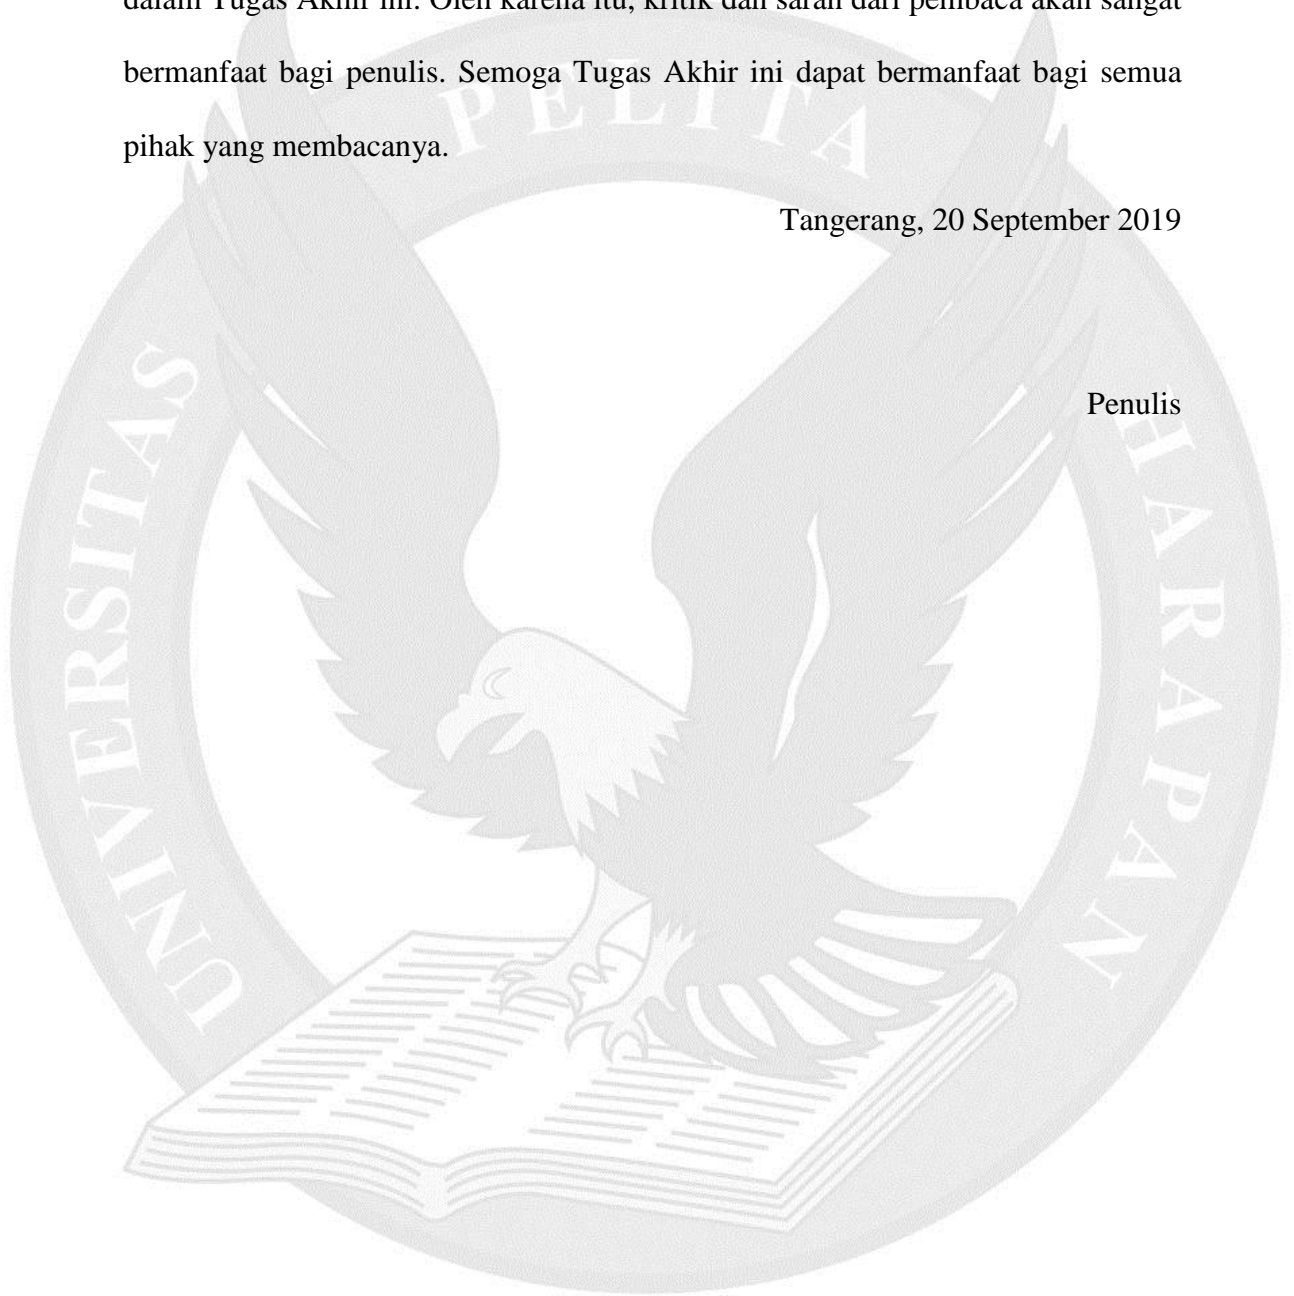 dalam Tugas Akhir ini. Oleh karena itu, kritik dan saran dari pembaca akan sangat
bermanfaat bagi penulis. Semoga Tugas Akhir ini dapat bermanfaat bagi semua
pihak yang membacanya.
Tangerang, 20 September 2019
Penulis
UNIVERSITAS PELITA HARAPAN